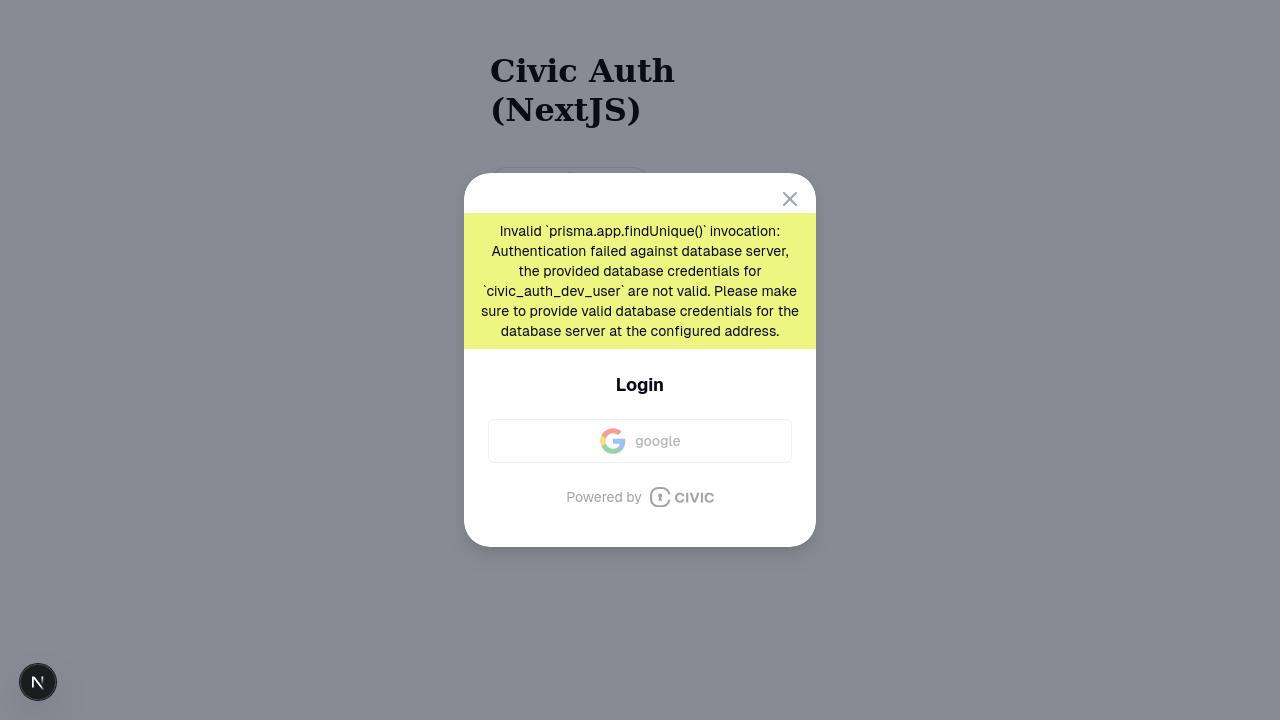 Civic Auth
(NextJS)
Invalid `prisma.app.findUnique()` invocation:
Authentication failed against database server,
the provided database credentials for
`civic_auth_dev_user` are not valid. Please make
sure to provide valid database credentials for the
database server at the configured address.
Login
google
Powered by CIVIC
N